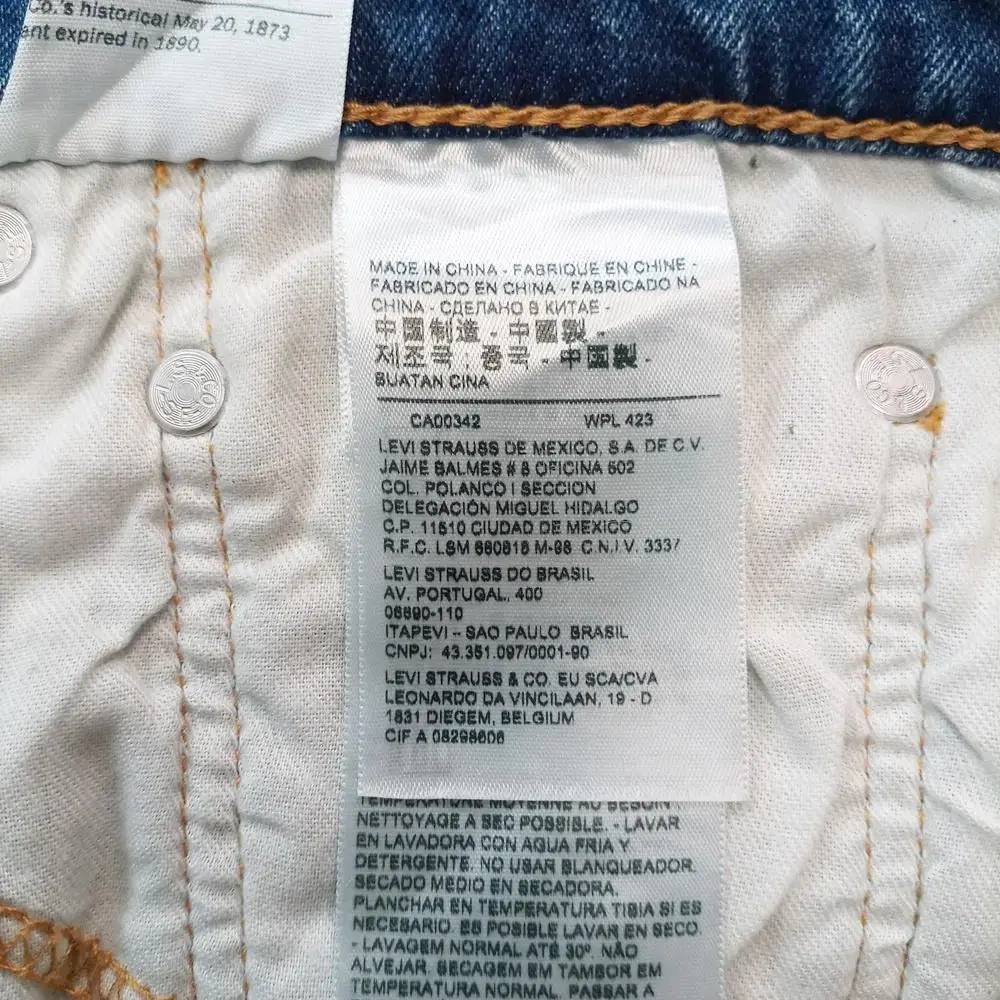 Co.'s historical May 20, 1873
expired in 1890.
MADE IN CHINA - FABRIQUE EN CHINE -
FABRICADO EN CHINA - FABRICADO NA
CHINA - СДЕЛАНО В КИТАЕ -
中国制造 - 中國製 -
제조국 : 중국 - 中国製 -
BUATAN CINA
CA00342 WPL 423
LEVI STRAUSS DE MEXICO, S.A. DE C.V.
JAIME BALMES # 8 OFICINA 602
COL. POLANCO I SECCION
DELEGACIÓN MIGUEL HIDALGO
C.P. 11510 CIUDAD DE MEXICO
R.F.C. LSM 660816 M-98 C.N.I.V. 3337
LEVI STRAUSS DO BRASIL
AV. PORTUGAL, 400
06690-110
ITAPEVI – SAO PAULO BRASIL
CNPJ: 43.351.097/0001-90
LEVI STRAUSS & CO. EU SCA/CVA
LEONARDO DA VINCILAAN, 19 - D
1831 DIEGEM, BELGIUM
CIF A 08298606
TEMPERATURE MOYENNE AU BESOIN
NETTOYAGE A SEC POSSIBLE. - LAVAR
EN LAVADORA CON AGUA FRIA Y
DETERGENTE. NO USAR BLANQUEADOR.
SECADO MEDIO EN SECADORA.
PLANCHAR EN TEMPERATURA TIBIA SI ES
NECESARIO. ES POSIBLE LAVAR EN SECO.
- LAVAGEM NORMAL ATÉ 30º. NÃO
ALVEJAR. SECAGEM EM TAMBOR EM
TEMPERATURA NORMAL. PASSAR A